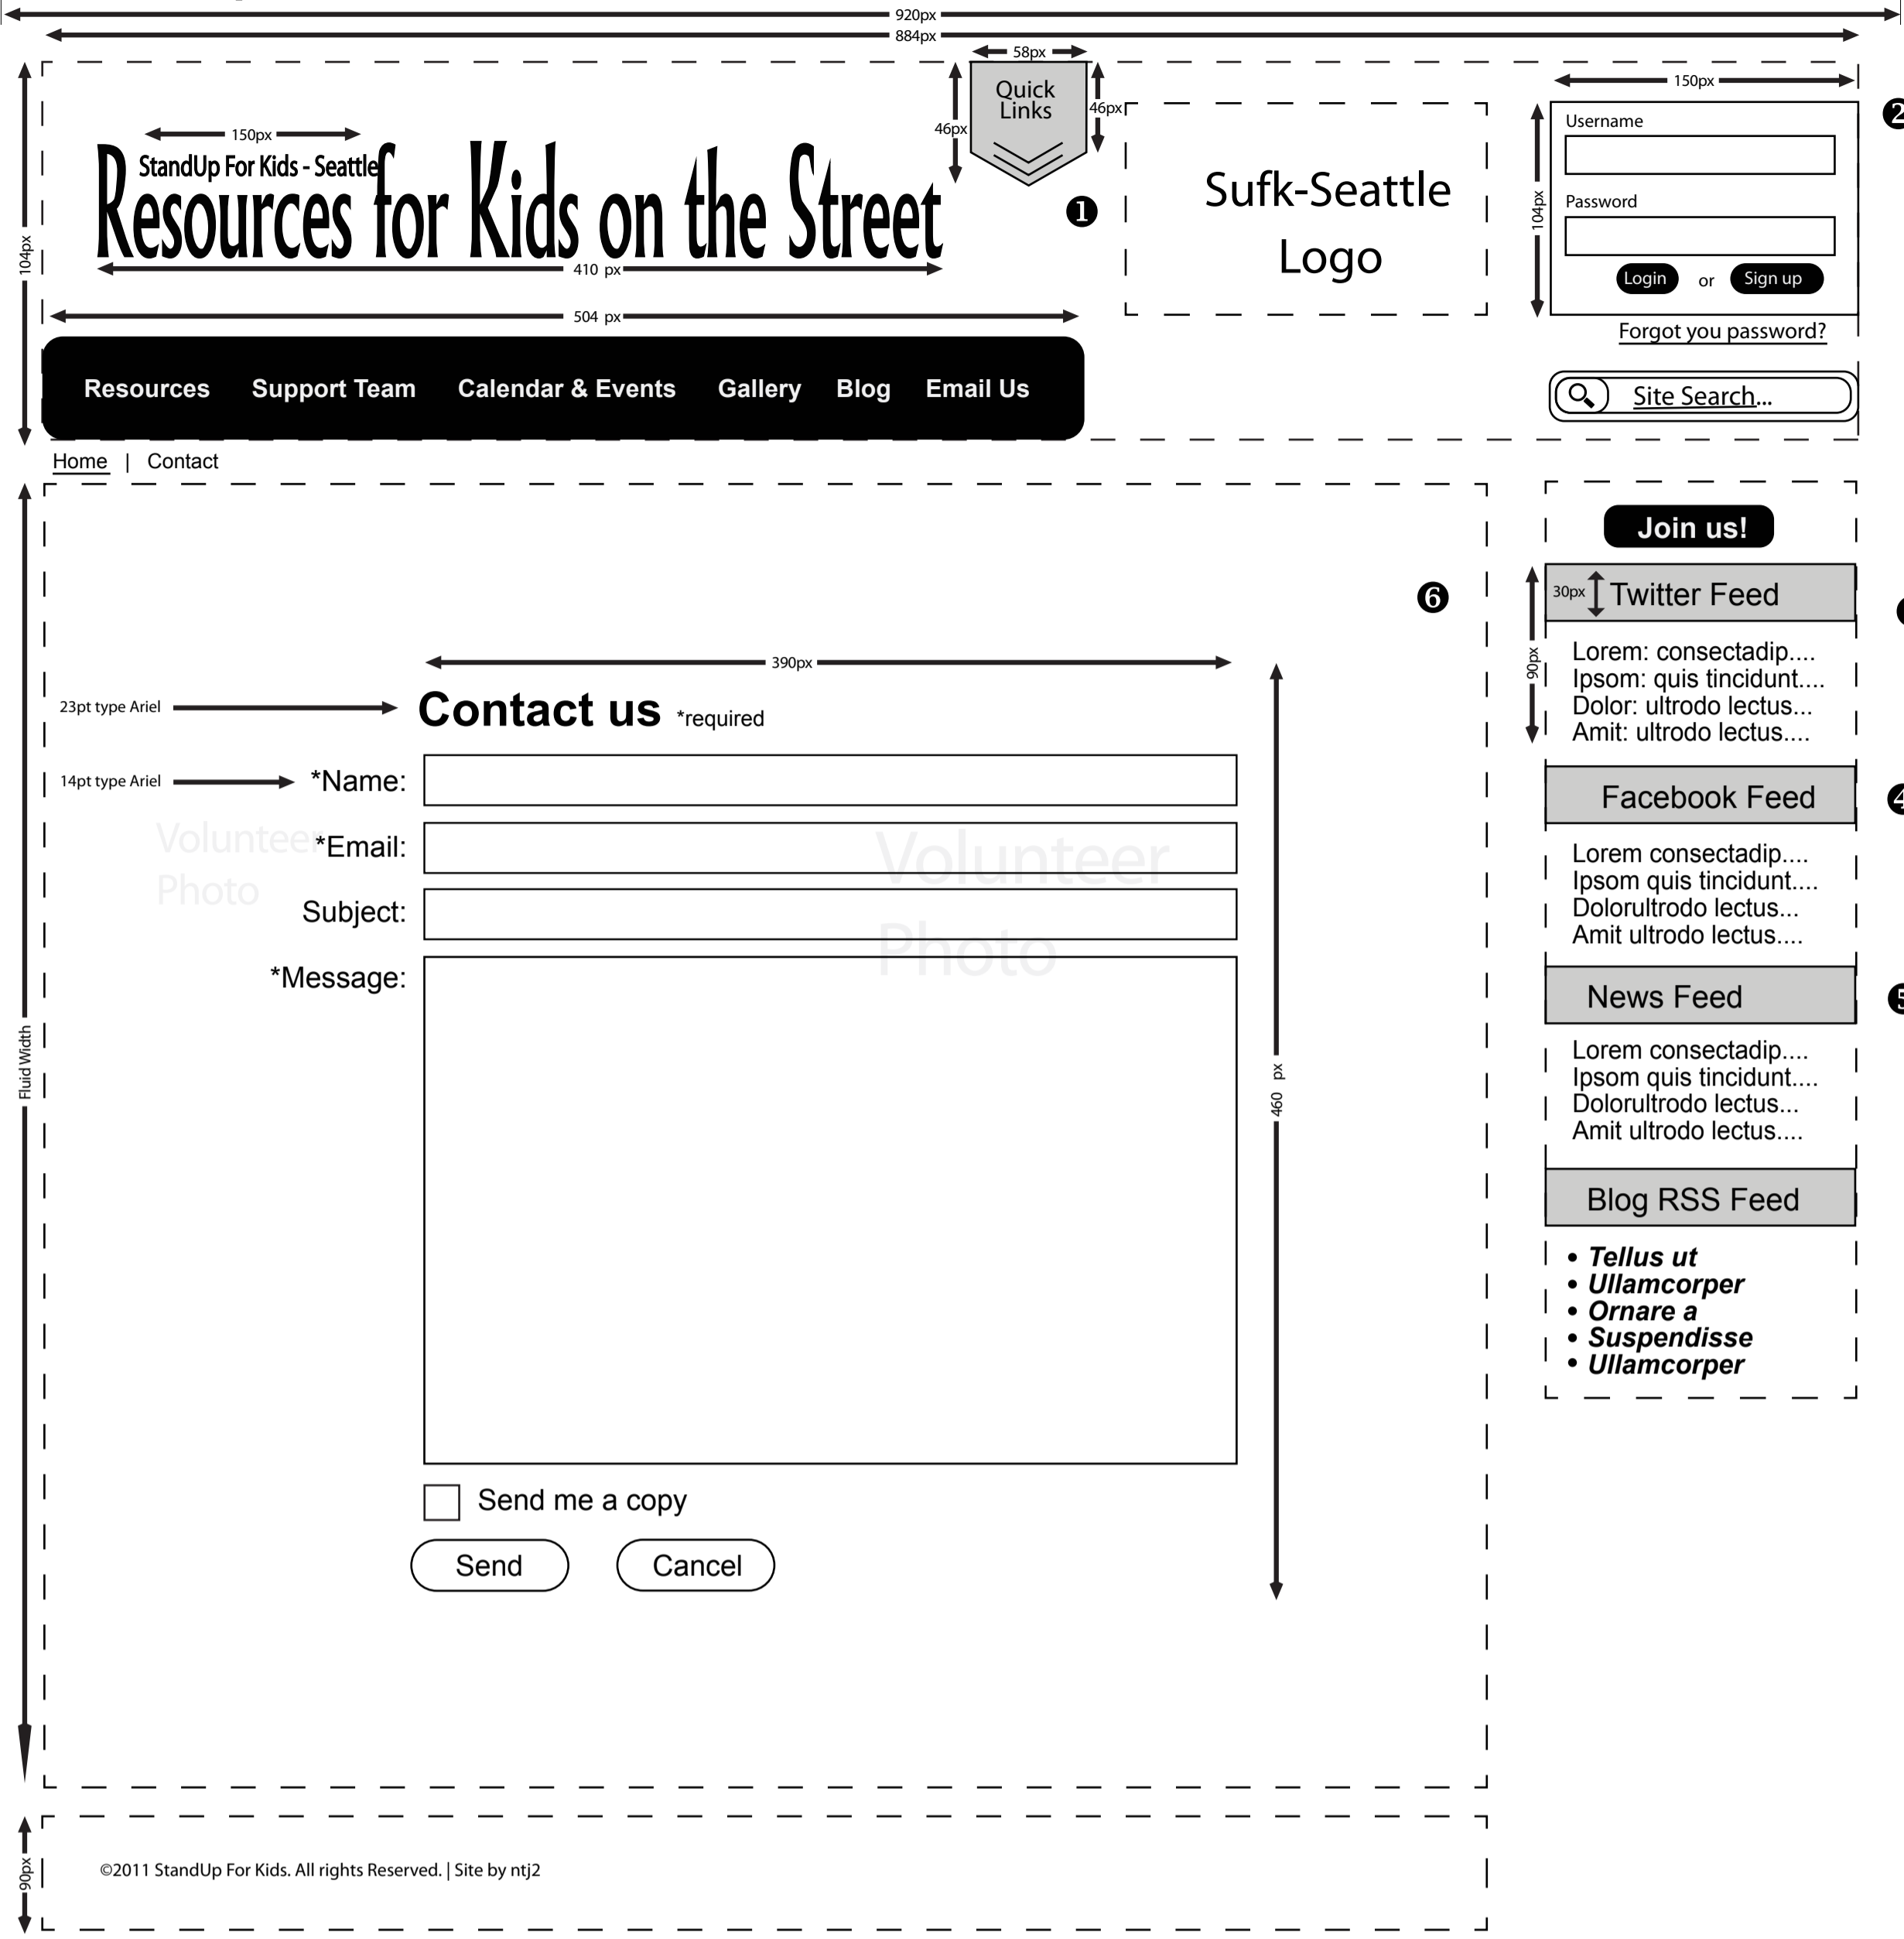 920px
884px
58px
150px
Quick
Links
46px
46px
❷
104px
150px
StandUp For Kids - Seattle
Resources for Kids on the Street
410 px
❶
Sufk-Seattle
Logo
104px
Username
Password
Login or Sign up
Forgot you password?
504 px
Resources Support Team Calendar & Events Gallery Blog Email Us
Site Search...
Home | Contact
Join us!
❻
30px
Twitter Feed
90px
Lorem: consectadip....
Ipsom: quis tincidunt....
Dolor: ultrodo lectus...
Amit: ultrodo lectus....
390px
23pt type Ariel
Contact us *required
14pt type Ariel
*Name:
Volunteer
Photo
*Email:
Volunteer
Photo
Subject:
*Message:
Fluid Width
460 px
Facebook Feed
❹
Lorem consectadip....
Ipsom quis tincidunt....
Dolorultrodo lectus...
Amit ultrodo lectus....
News Feed
❺
Lorem consectadip....
Ipsom quis tincidunt....
Dolorultrodo lectus...
Amit ultrodo lectus....
Blog RSS Feed
• Tellus ut
• Ullamcorper
• Ornare a
• Suspendisse
• Ullamcorper
Send me a copy
Send Cancel
90px
©2011 StandUp For Kids. All rights Reserved. | Site by ntj2